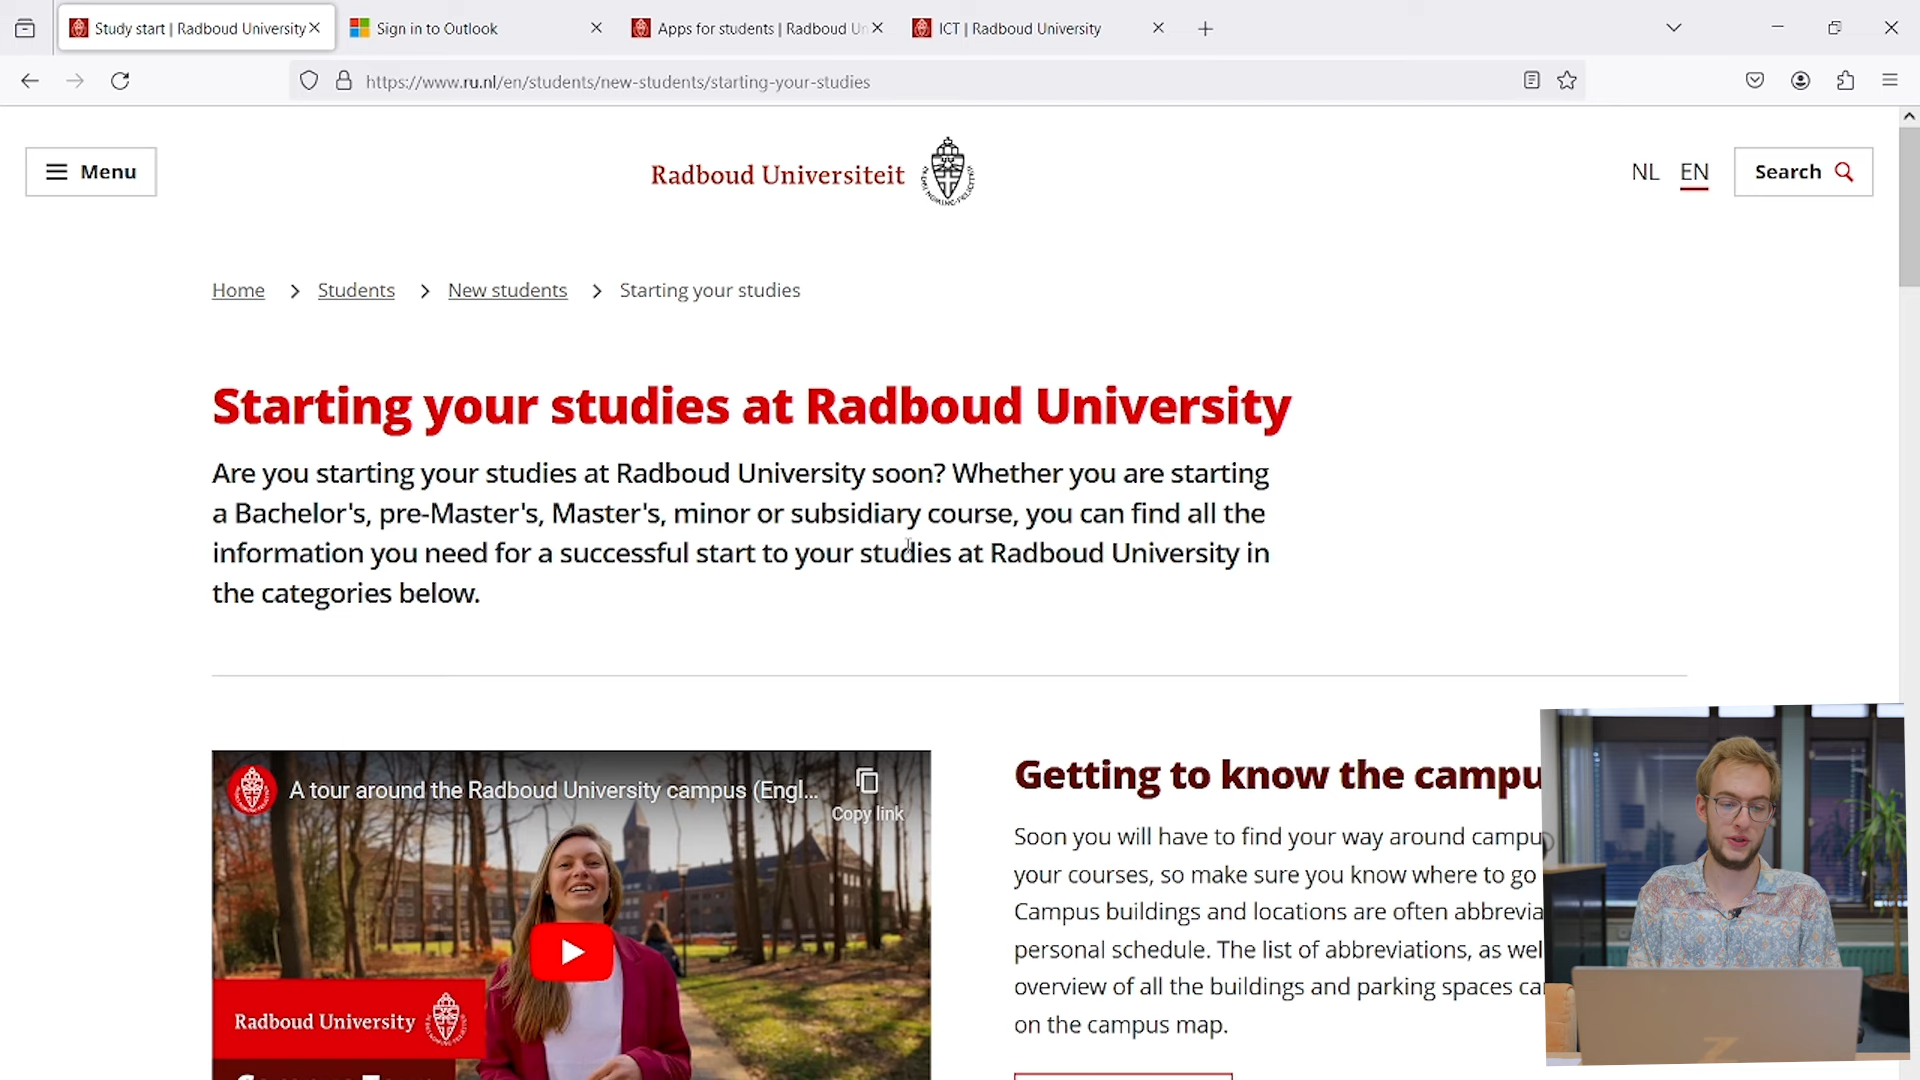 Study start | Radboud University
Sign in to Outlook
Apps for students | Radboud Un
ICT | Radboud University
https://www.ru.nl/en/students/new-students/starting-your-studies
Menu
Radboud Universiteit
NL EN
Search
Home > Students > New students > Starting your studies
Starting your studies at Radboud University
Are you starting your studies at Radboud University soon? Whether you are starting
a Bachelor's, pre-Master's, Master's, minor or subsidiary course, you can find all the
information you need for a successful start to your studies at Radboud University in
the categories below.
A tour around the Radboud University campus (Engl...
Copy link
Radboud University
Getting to know the campu
Soon you will have to find your way around campu
your courses, so make sure you know where to go
Campus buildings and locations are often abbrevia
personal schedule. The list of abbreviations, as wel
overview of all the buildings and parking spaces ca
on the campus map.